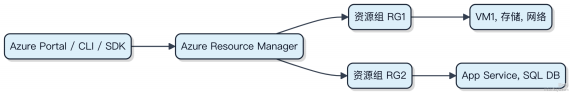 Azure Portal / CLI / SDK
Azure Resource Manager
资源组 RG1
VM1, 存储, 网络
资源组 RG2
App Service, SQL DB